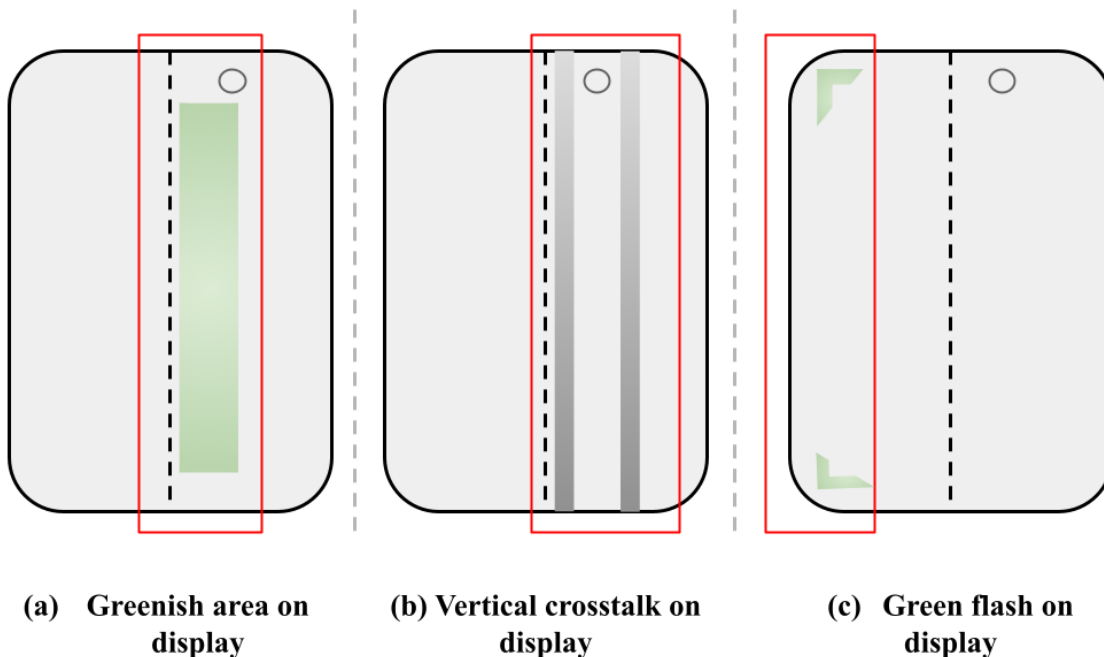 (a) Greenish area on
display
(b) Vertical crosstalk on
display
(c) Green flash on
display